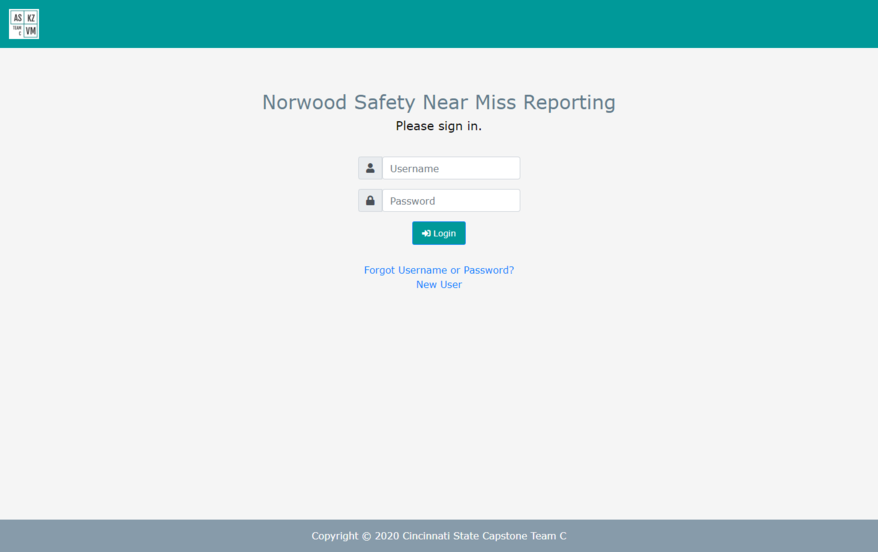 AS KZ
TEAM C VM
Norwood Safety Near Miss Reporting
Please sign in.
Username
Password
Login
Forgot Username or Password?
New User
Copyright © 2020 Cincinnati State Capstone Team C